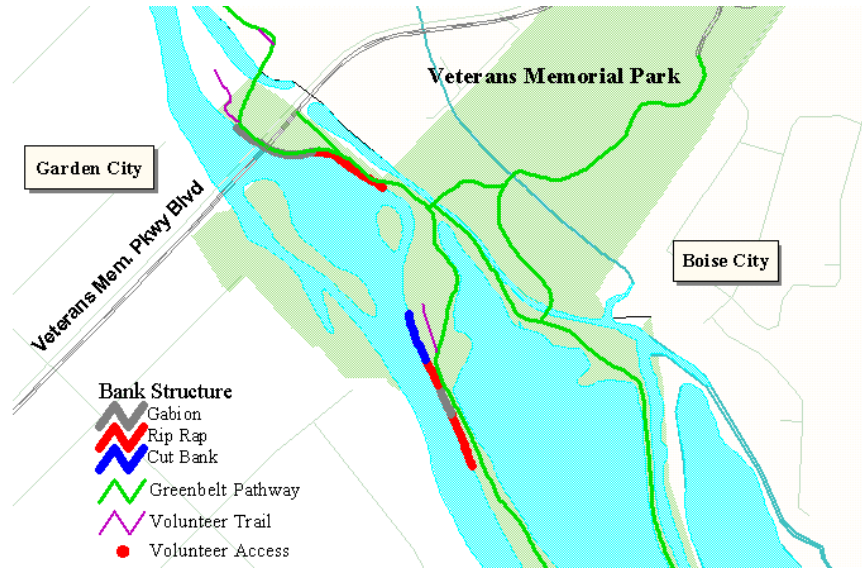 Veterans Memorial Park
Garden City
Veterans Mem. Pkwy Blvd
Boise City
Bank Structure
Gabion
Rip Rap
Cut Bank
Greenbelt Pathway
Volunteer Trail
Volunteer Access